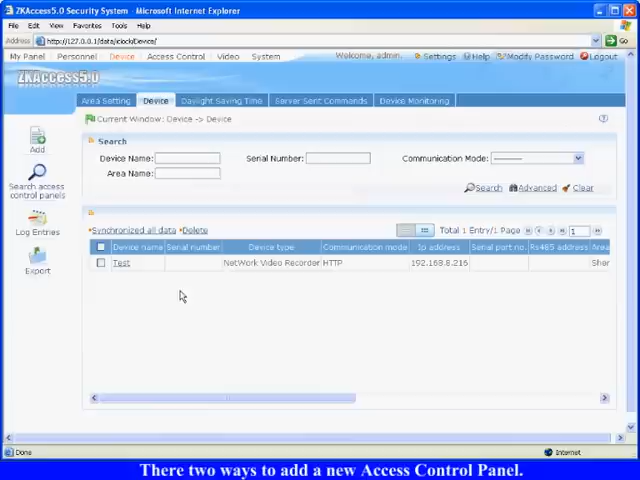 ZKAccess5.0 Security System - Microsoft Internet Explorer
File Edit View Favorites Tools Help
Address http://127.0.0.1/data/iclock/Device/ Go
My Panel Personnel Device Access Control Video System Welcome, admin. Settings Help Modify Password Logout
ZKAccess5.0
Area Setting Device Daylight Saving Time Server Sent Commands Device Monitoring
Current Window: Device -> Device
Add
Search access control panels
Log Entries
Export
Search
Device Name: Serial Number: Communication Mode: ---------
Area Name:
Search Advanced Clear
Synchronized all data Delete Total 1 Entry/1 Page 1
Device name Serial number Device type Communication mode Ip address Serial port no. Rs485 address Area
Test NetWork Video Recorder HTTP 192.168.8.216 Sher
Done Internet
There two ways to add a new Access Control Panel.